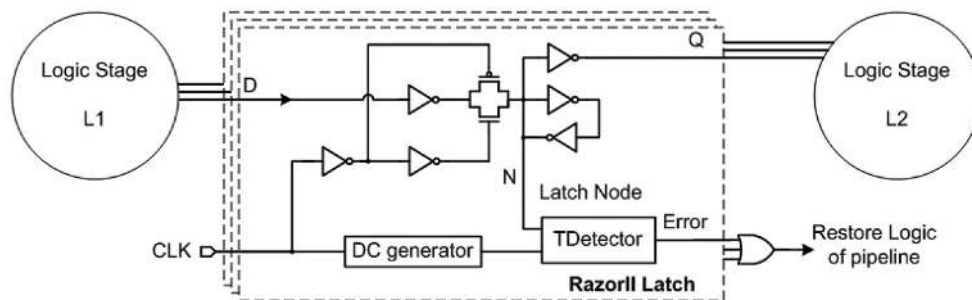 Logic Stage
L1
D
Q
Logic Stage
L2
N
Latch Node
CLK
DC generator
TDetector
Error
Restore Logic
of pipeline
RazorII Latch